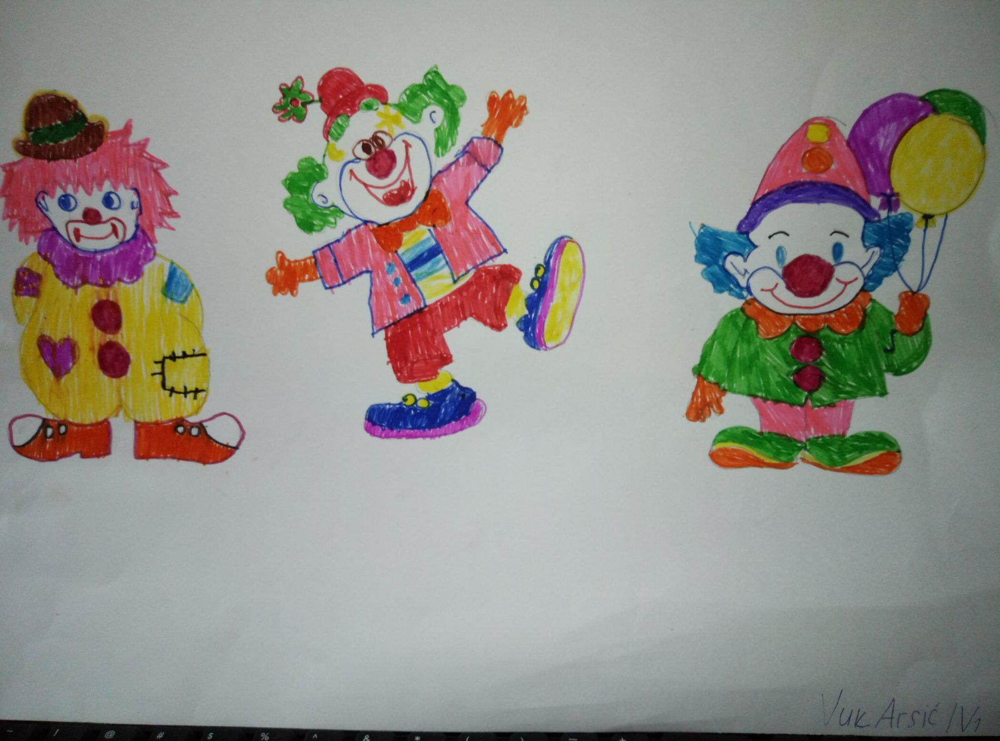 Vuk Arsić IV1
~ ! @ # $ % ^ & * ( ) — +